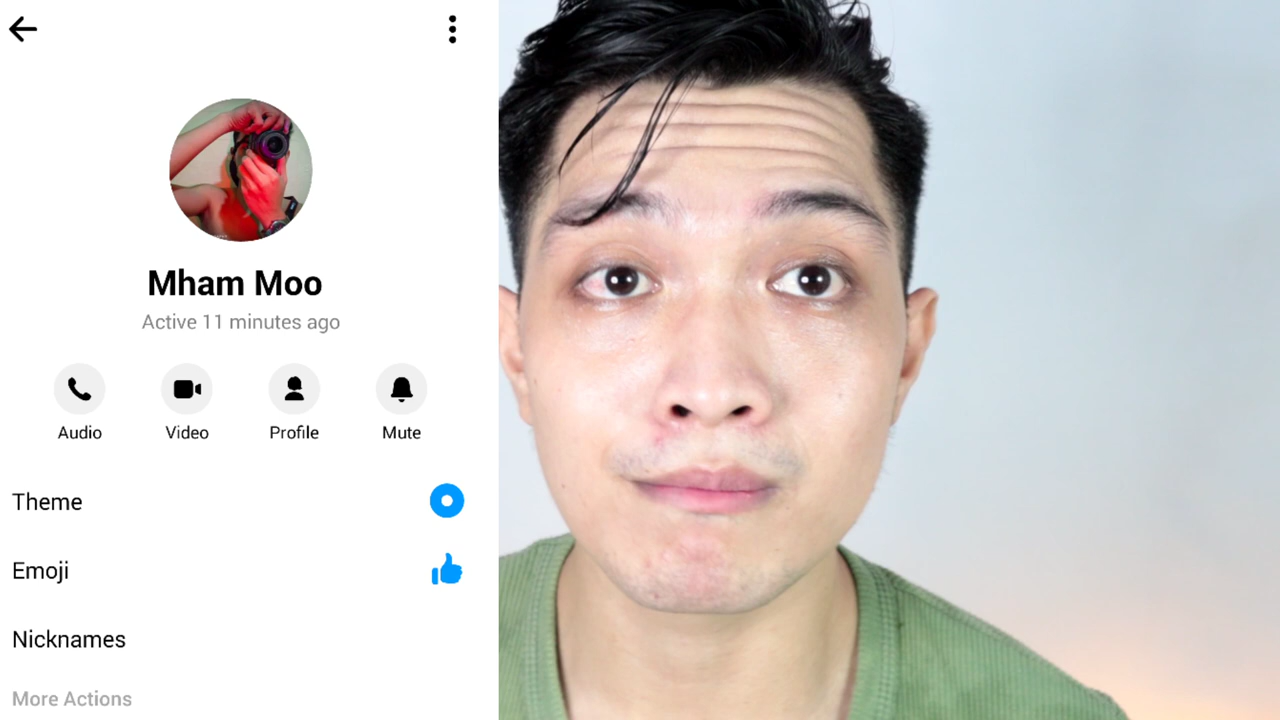 Mham Moo
Active 11 minutes ago
Audio Video Profile Mute
Theme
Emoji
Nicknames
More Actions